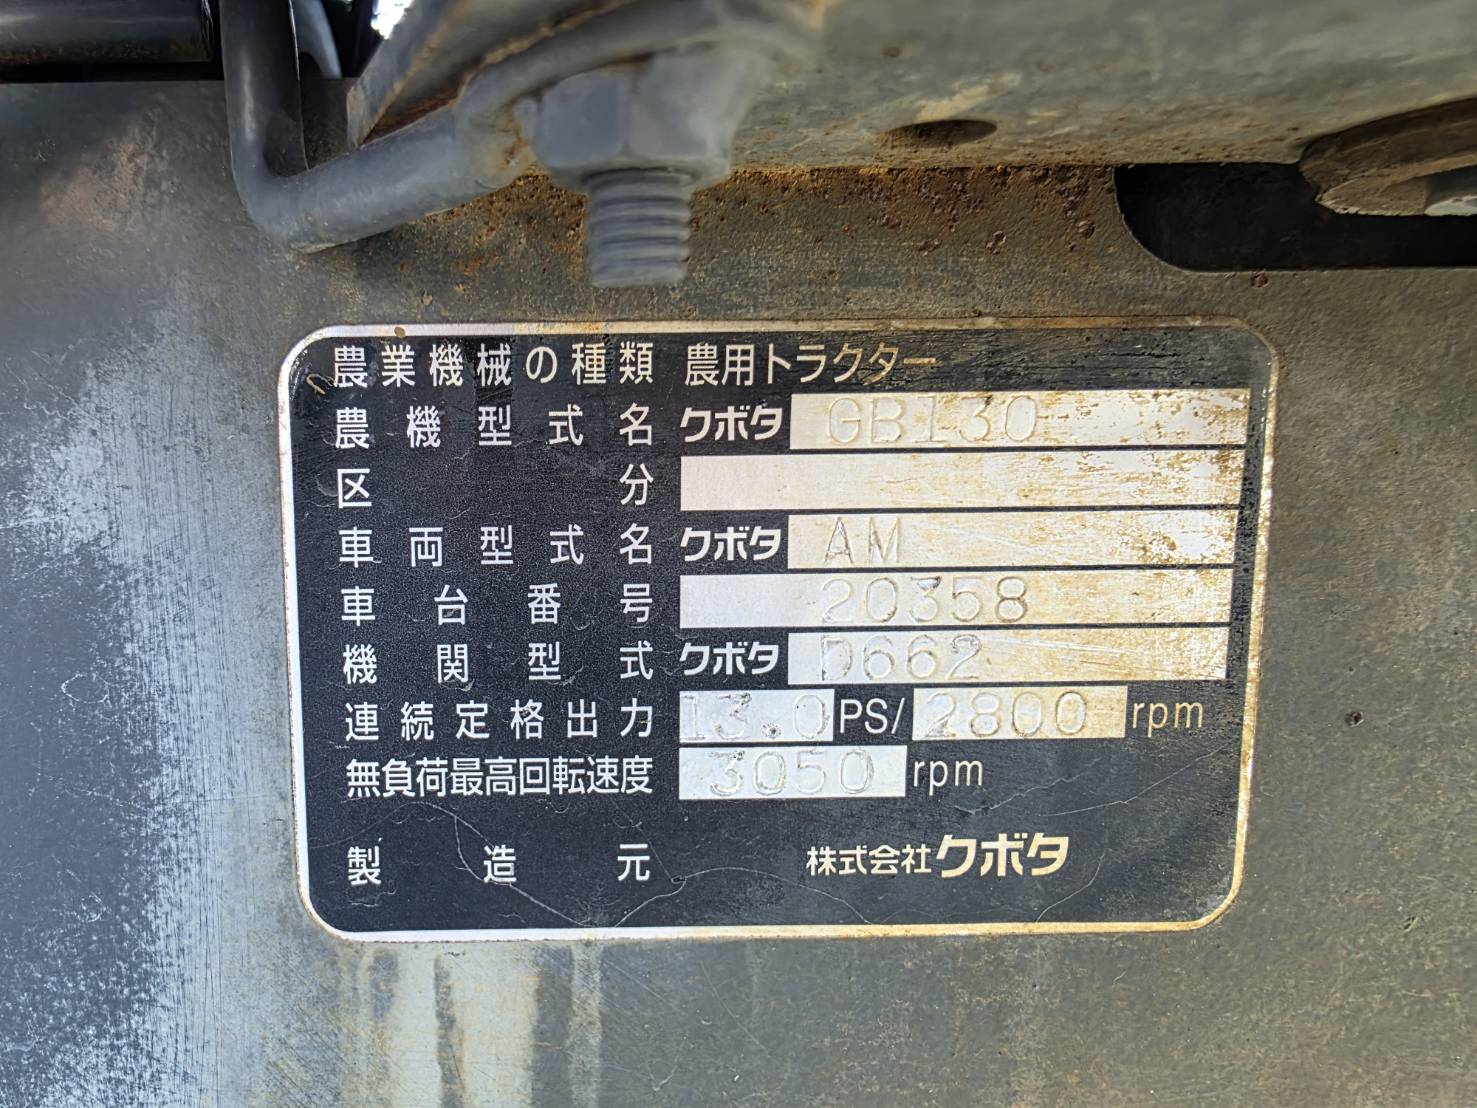 農業機械の種類 農用トラクター
農機型式名 クボタ GB130
区分
車両型式名 クボタ AM
車台番号 20358
機関型式 クボタ D662
連続定格出力 13.0 PS/ 2800 rpm
無負荷最高回転速度 3050 rpm
製造元 株式会社クボタ